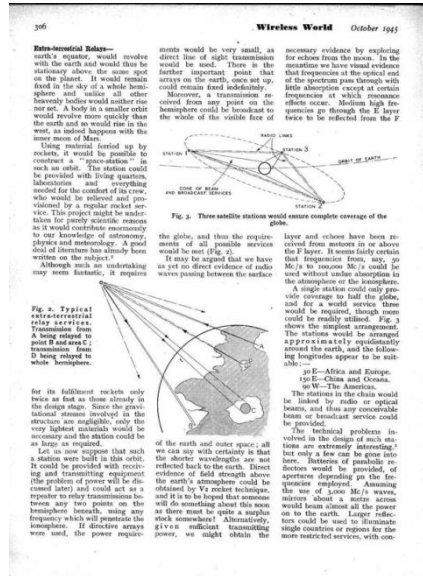 306
Wireless World
October 1945
Extra-terrestrial Relays—
earth's equator, would revolve
with the earth and would thus be
stationary above the same spot
on the planet. It would remain
fixed in the sky of a whole hemi-
sphere and unlike all other
heavenly bodies would neither rise
nor set. A body in a smaller orbit
would revolve more quickly than
the earth and so would rise in the
west, as indeed happens with the
inner moon of Mars.
Using material ferried up by
rockets, it would be possible to
construct a "space-station" in
such an orbit. The station could
be provided with living quarters,
laboratories and everything
needed for the comfort of its crew,
who would be relieved and pro-
visioned by a regular rocket ser-
vice. This project might be under-
taken for purely scientific reasons
as it would contribute enormously
to our knowledge of astronomy,
physics and meteorology. A good
deal of literature has already been
written on the subject.
Although such an undertaking
may seem fantastic, it requires
Fig. 2. Typical
extra-terrestrial
relay services.
Transmission from
A being relayed to
point B and area C;
transmission from
D being relayed to
whole hemisphere.
for its fulfilment rockets only
twice as fast as those already in
the design stage. Since the gravi-
tational stresses involved in the
structure are negligible, only the
very lightest materials would be
necessary and the station could be
as large as required.
Let us now suppose that such
a station were built in this orbit.
It could be provided with receiv-
ing and transmitting equipment
(the problem of power will be dis-
cussed later) and could act as a
repeater to relay transmissions be-
tween any two points on the
hemisphere beneath, using any
frequency which will penetrate the
ionosphere. If directive arrays
were used, the power require-
ments would be very small, as
direct line of sight transmission
would be used. There is the
further important point that
arrays on the earth, once set up,
could remain fixed indefinitely.
Moreover, a transmission re-
ceived from any point on the
hemisphere could be broadcast to
the whole of the visible face of
RADIO LINKS
STATION 1
STATION 3
ORBIT OF EARTH
CONE OF BEAM
AND BROADCAST SERVICES
STATION 2
Fig. 3. Three satellite stations would ensure complete coverage of the
globe.
the globe, and thus the require-
ments of all possible services
would be met (Fig. 2).
It may be argued that we have
as yet no direct evidence of radio
waves passing between the surface
A
C
of the earth and outer space; all
we can say with certainty is that
the shorter wavelengths are not
reflected back to the earth. Direct
evidence of field strength above
the earth's atmosphere could be
obtained by V2 rocket technique,
and it is to be hoped that someone
will do something about this soon
as there must be quite a surplus
stock somewhere! Alternatively,
given sufficient transmitting
power, we might obtain the
necessary evidence by exploring
for echoes from the moon. In the
meantime we have visual evidence
that frequencies at the optical end
of the spectrum pass through with
little absorption except at certain
frequencies at which resonance
effects occur. Medium high fre-
quencies go through the E layer
twice to be reflected from the F
layer and echoes have been re-
ceived from meteors in or above
the F layer. It seems fairly certain
that frequencies from, say, 50
Mc/s to 100,000 Mc/s could be
used without undue absorption in
the atmosphere or the ionosphere.
A single station could only pro-
vide coverage to half the globe,
and for a world service three
would be required, though more
could be readily utilised. Fig. 3
shows the simplest arrangement.
The stations would be arranged
approximately equidistantly
around the earth, and the follow-
ing longitudes appear to be suit-
able:—
30 E—Africa and Europe.
150 E—China and Oceana.
90 W—The Americas.
The stations in the chain would
be linked by radio or optical
beams, and thus any conceivable
beam or broadcast service could
be provided.
The technical problems in-
volved in the design of such sta-
tions are extremely interesting,
but only a few can be gone into
here. Batteries of parabolic re-
flectors would be provided, of
apertures depending on the fre-
quencies employed. Assuming
the use of 3,000 Mc/s waves,
mirrors about a metre across
would beam almost all the power
on to the earth. Larger reflec-
tors could be used to illuminate
single countries or regions for the
more restricted services, with con-